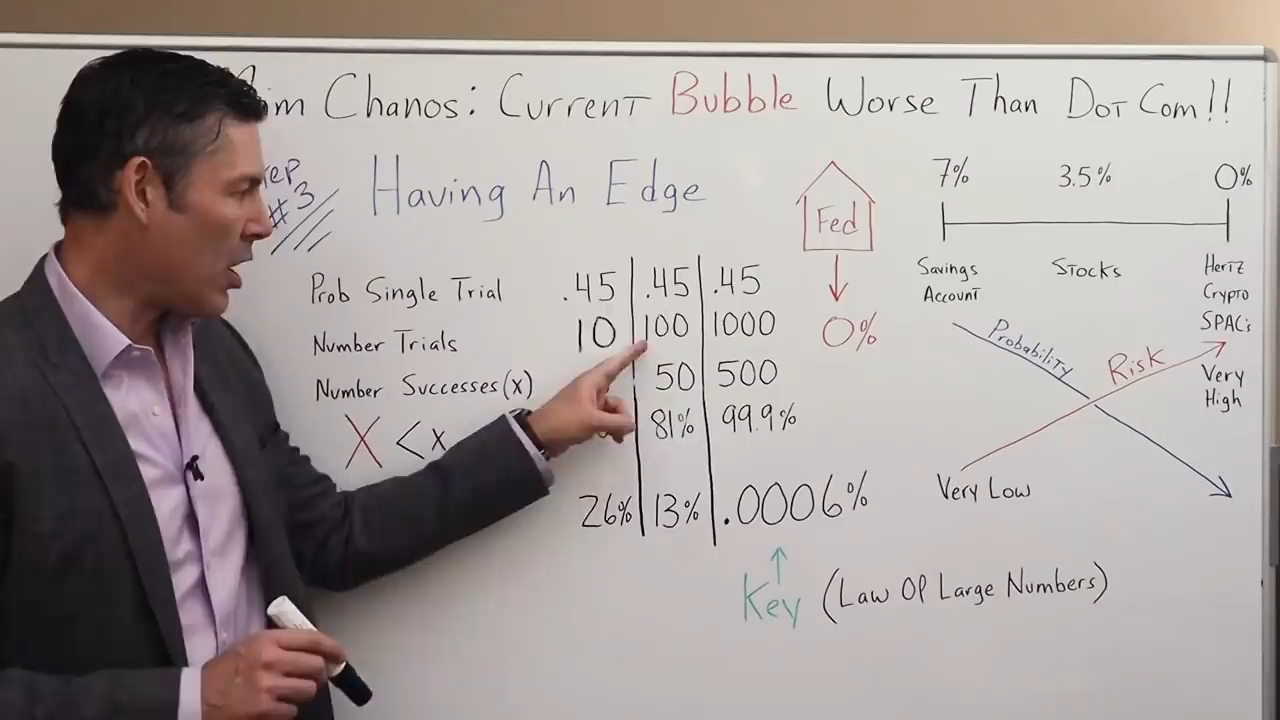 Chanos: Current Bubble Worse Than Dot Com!!
#3
Having An Edge
Prob Single Trial .45 .45 .45
Number Trials 10 100 1000
Number Successes (x) 50 500
X < x 81% 99.9%
26% 13% .0006%
Key (Law Of Large Numbers)
Fed
0%
7% 3.5% 0%
Savings Account
Stocks
Hertz
Crypto
SPAC's
Very
High
Probability
Risk
Very Low